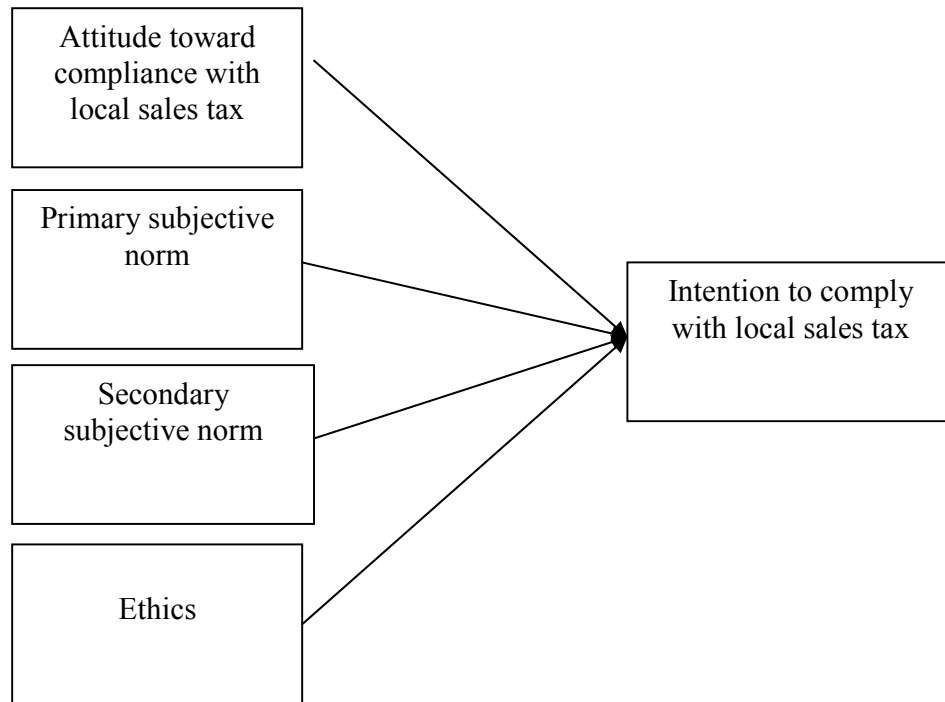 Attitude toward
compliance with
local sales tax
Primary subjective
norm
Secondary
subjective norm
Ethics
Intention to comply
with local sales tax